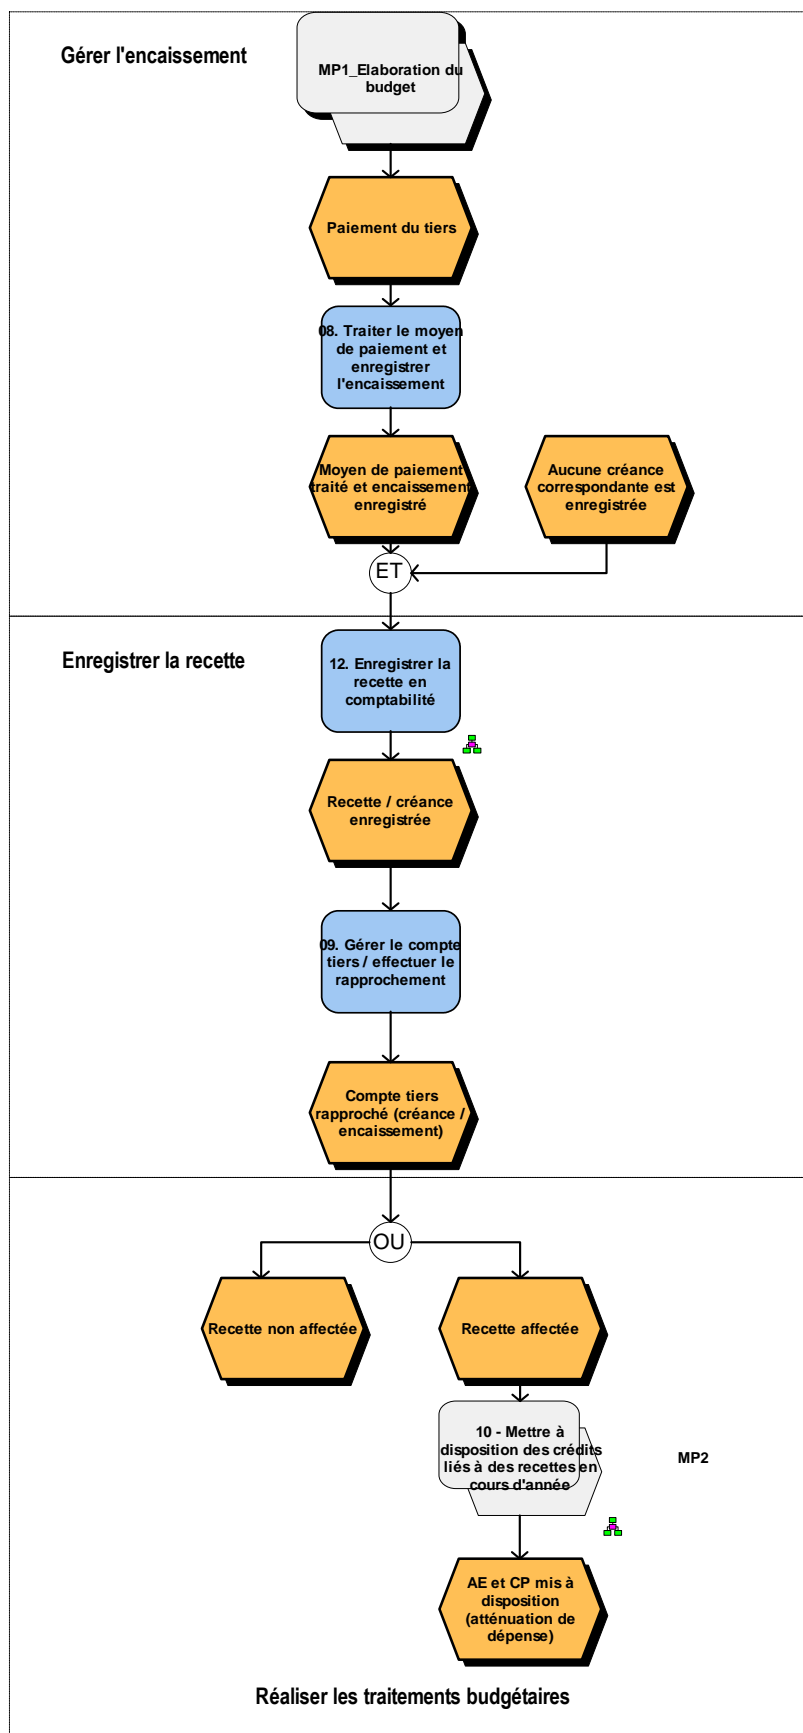 Gérer l'encaissement
MP1_Elaboration du
budget
Paiement du tiers
08. Traiter le moyen
de paiement et
enregistrer
l'encaissement
Moyen de paiement
traité et encaissement
enregistré
Aucune créance
correspondante est
enregistrée
ET
Enregistrer la recette
12. Enregistrer la
recette en
comptabilité
Recette / créance
enregistrée
09. Gérer le compte
tiers / effectuer le
rapprochement
Compte tiers
rapproché (créance /
encaissement)
OU
Recette non affectée
Recette affectée
10 - Mettre à
disposition des crédits
liés à des recettes en
cours d'année
MP2
AE et CP mis à
disposition
(atténuation de
dépense)
Réaliser les traitements budgétaires